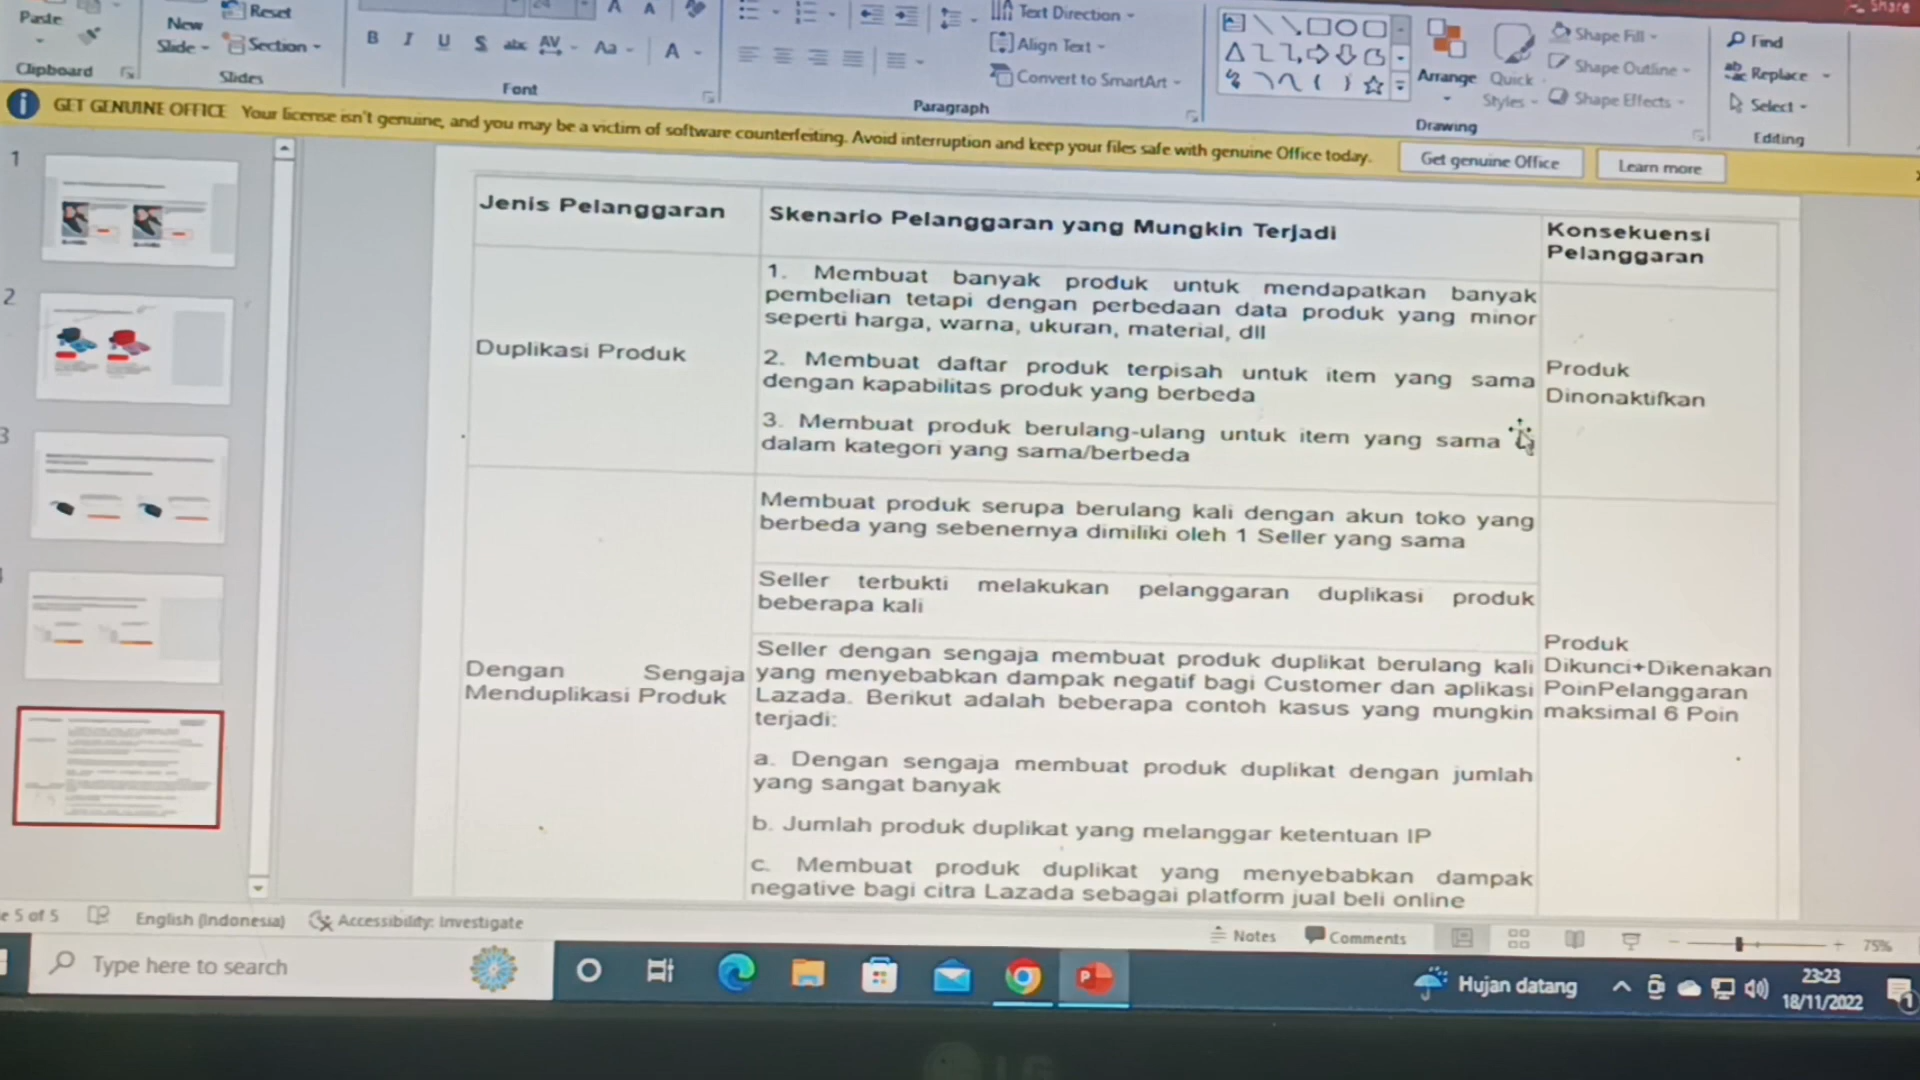 Share
Paste
Clipboard
New
Slide
Reset
Section
Slides
24
B I U S abc AV Aa A
Font
Text Direction
Align Text
Convert to SmartArt
Paragraph
Arrange
Quick
Styles
Shape Fill
Shape Outline
Shape Effects
Drawing
Find
Replace
Select
Editing
GET GENUINE OFFICE Your license isn't genuine, and you may be a victim of software counterfeiting. Avoid interruption and keep your files safe with genuine Office today.
Get genuine Office
Learn more
1
2
3
Jenis Pelanggaran
Skenario Pelanggaran yang Mungkin Terjadi
Konsekuensi
Pelanggaran
Duplikasi Produk
1. Membuat banyak produk untuk mendapatkan banyak
pembelian tetapi dengan perbedaan data produk yang minor
seperti harga, warna, ukuran, material, dll
2. Membuat daftar produk terpisah untuk item yang sama
dengan kapabilitas produk yang berbeda
3. Membuat produk berulang-ulang untuk item yang sama
dalam kategori yang sama/berbeda
Produk
Dinonaktifkan
Dengan Sengaja
Menduplikasi Produk
Membuat produk serupa berulang kali dengan akun toko yang
berbeda yang sebenernya dimiliki oleh 1 Seller yang sama
Seller terbukti melakukan pelanggaran duplikasi produk
beberapa kali
Seller dengan sengaja membuat produk duplikat berulang kali
yang menyebabkan dampak negatif bagi Customer dan aplikasi
Lazada. Berikut adalah beberapa contoh kasus yang mungkin
terjadi:
a. Dengan sengaja membuat produk duplikat dengan jumlah
yang sangat banyak
b. Jumlah produk duplikat yang melanggar ketentuan IP
c. Membuat produk duplikat yang menyebabkan dampak
negative bagi citra Lazada sebagai platform jual beli online
Produk
Dikunci+Dikenakan
PoinPelanggaran
maksimal 6 Poin
e 5 of 5
English (Indonesia)
Accessibility: Investigate
Notes
Comments
75%
Type here to search
Hujan datang
23:23
18/11/2022
1
LG